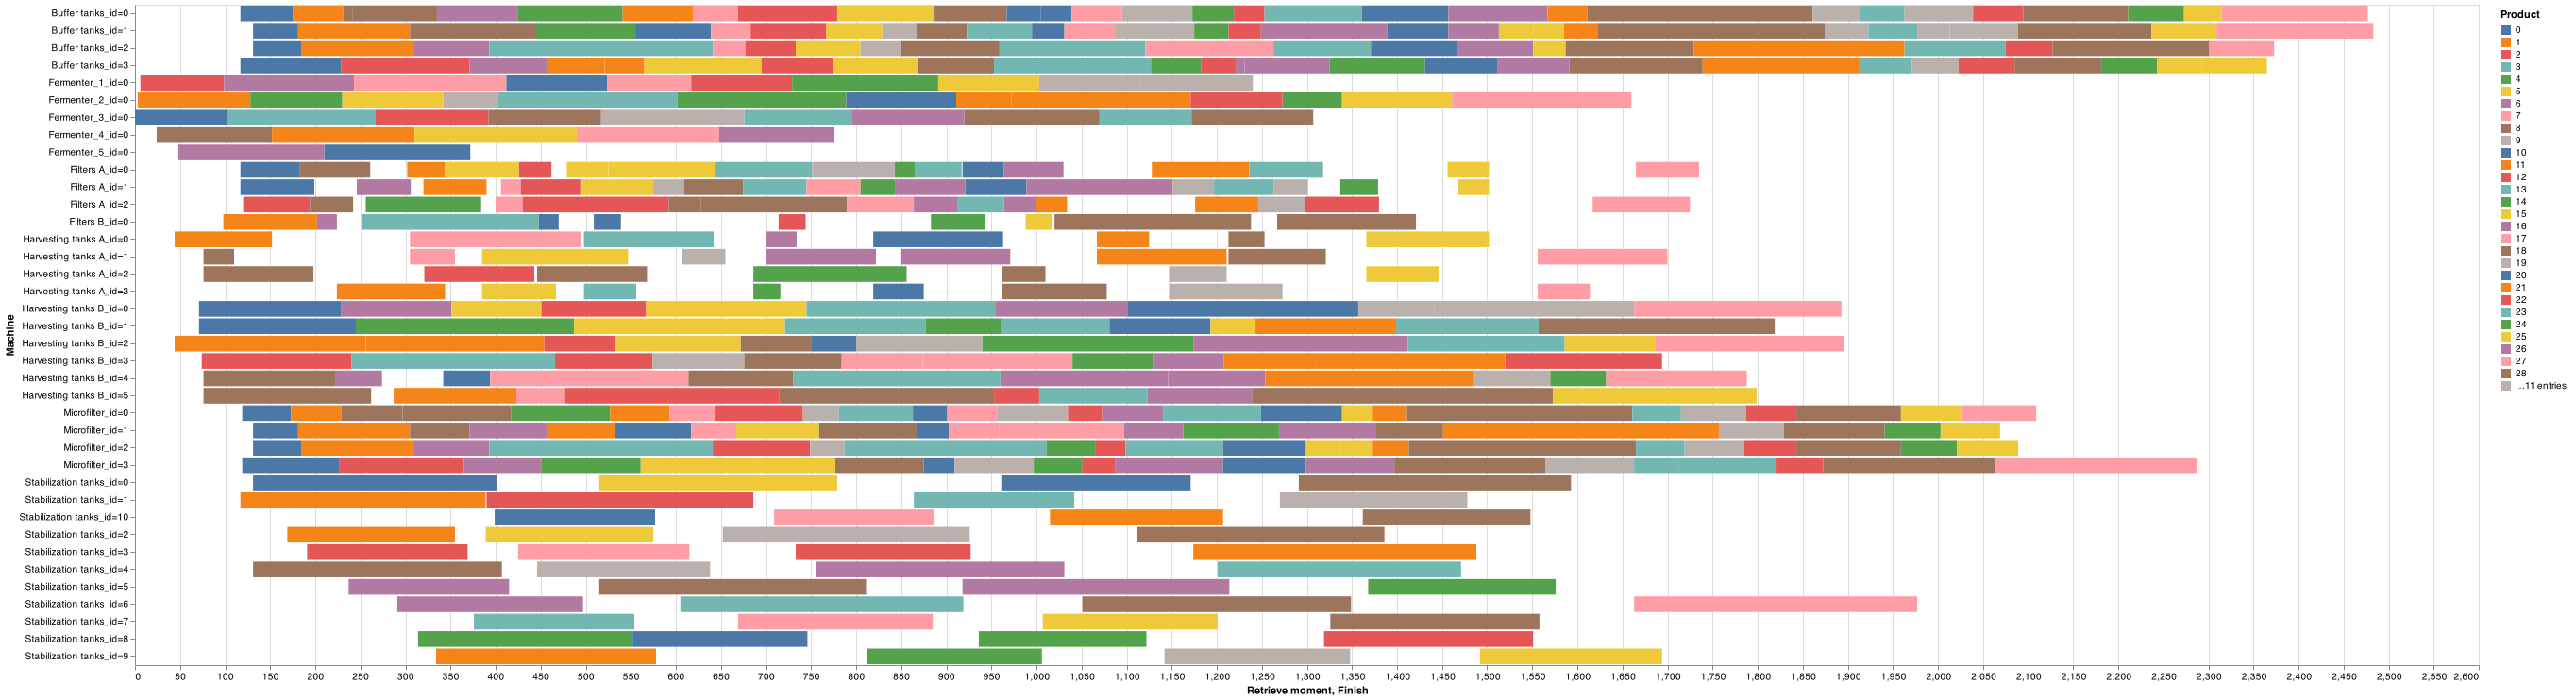 Buffer tanks_id=0
Buffer tanks_id=1
Buffer tanks_id=2
Buffer tanks_id=3
Fermenter_1_id=0
Fermenter_2_id=0
Fermenter_3_id=0
Fermenter_4_id=0
Fermenter_5_id=0
Filters A_id=0
Filters A_id=1
Filters A_id=2
Filters B_id=0
Harvesting tanks A_id=0
Harvesting tanks A_id=1
Harvesting tanks A_id=2
Harvesting tanks A_id=3
Harvesting tanks B_id=0
Harvesting tanks B_id=1
Harvesting tanks B_id=2
Harvesting tanks B_id=3
Harvesting tanks B_id=4
Harvesting tanks B_id=5
Microfilter_id=0
Microfilter_id=1
Microfilter_id=2
Microfilter_id=3
Stabilization tanks_id=0
Stabilization tanks_id=1
Stabilization tanks_id=10
Stabilization tanks_id=2
Stabilization tanks_id=3
Stabilization tanks_id=4
Stabilization tanks_id=5
Stabilization tanks_id=6
Stabilization tanks_id=7
Stabilization tanks_id=8
Stabilization tanks_id=9
Machine
0 50 100 150 200 250 300 350 400 450 500 550 600 650 700 750 800 850 900 950 1,000 1,050 1,100 1,150 1,200 1,250 1,300 1,350 1,400 1,450 1,500 1,550 1,600 1,650 1,700 1,750 1,800 1,850 1,900 1,950 2,000 2,050 2,100 2,150 2,200 2,250 2,300 2,350 2,400 2,450 2,500 2,550 2,600
Retrieve moment, Finish
Product
0
1
2
3
4
5
6
7
8
9
10
11
12
13
14
15
16
17
18
19
20
21
22
23
24
25
26
27
28
…11 entries